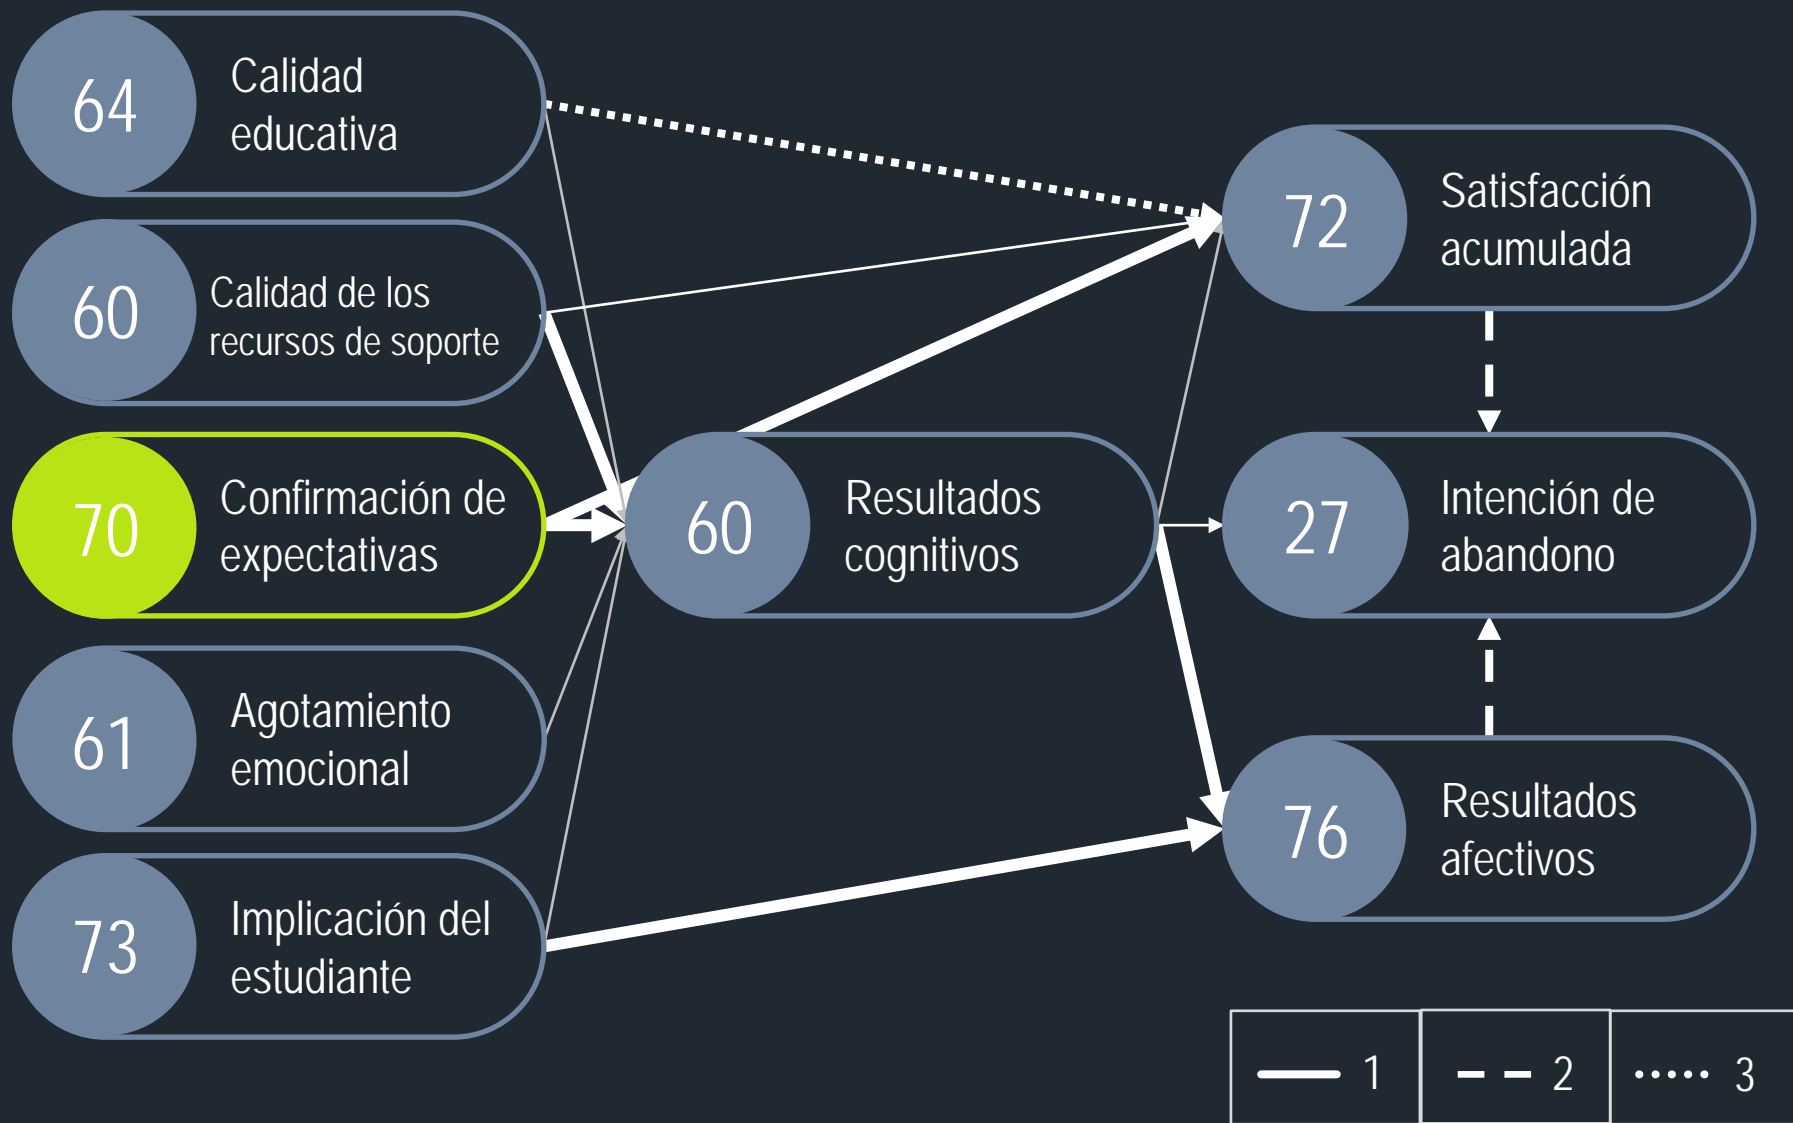 64
Calidad
educativa
60
Calidad de los
recursos de soporte
70
Confirmación de
expectativas
61
Agotamiento
emocional
73
Implicación del
estudiante
60
Resultados
cognitivos
72
Satisfacción
acumulada
27
Intención de
abandono
76
Resultados
afectivos
1
2
3